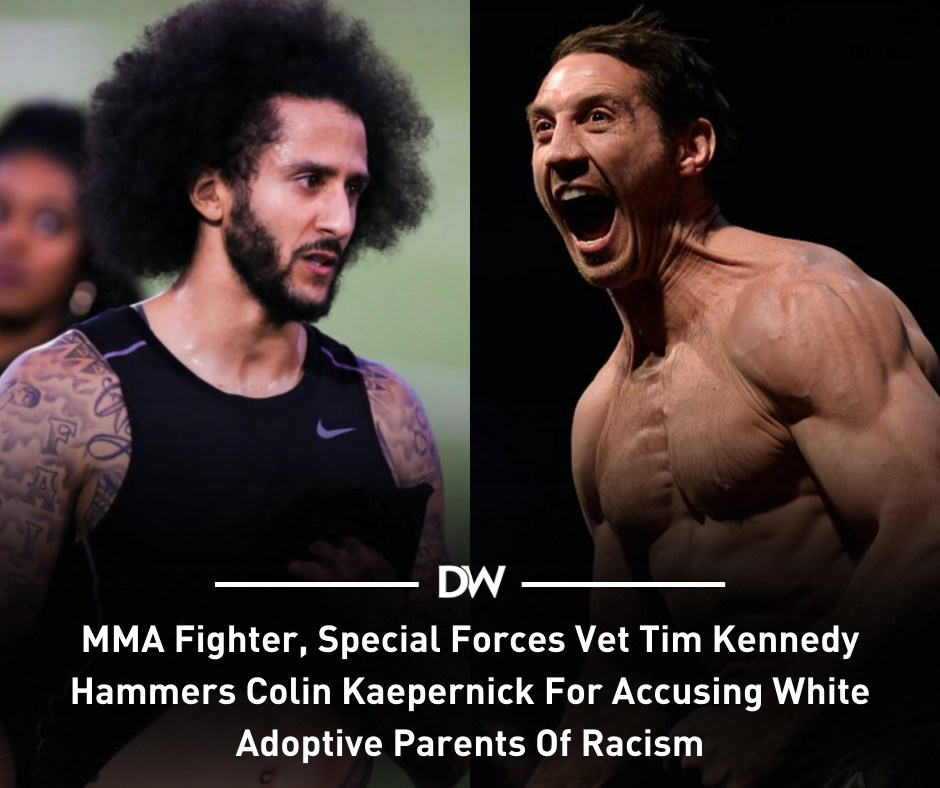 F
A
I
DW
MMA Fighter, Special Forces Vet Tim Kennedy
Hammers Colin Kaepernick For Accusing White
Adoptive Parents Of Racism